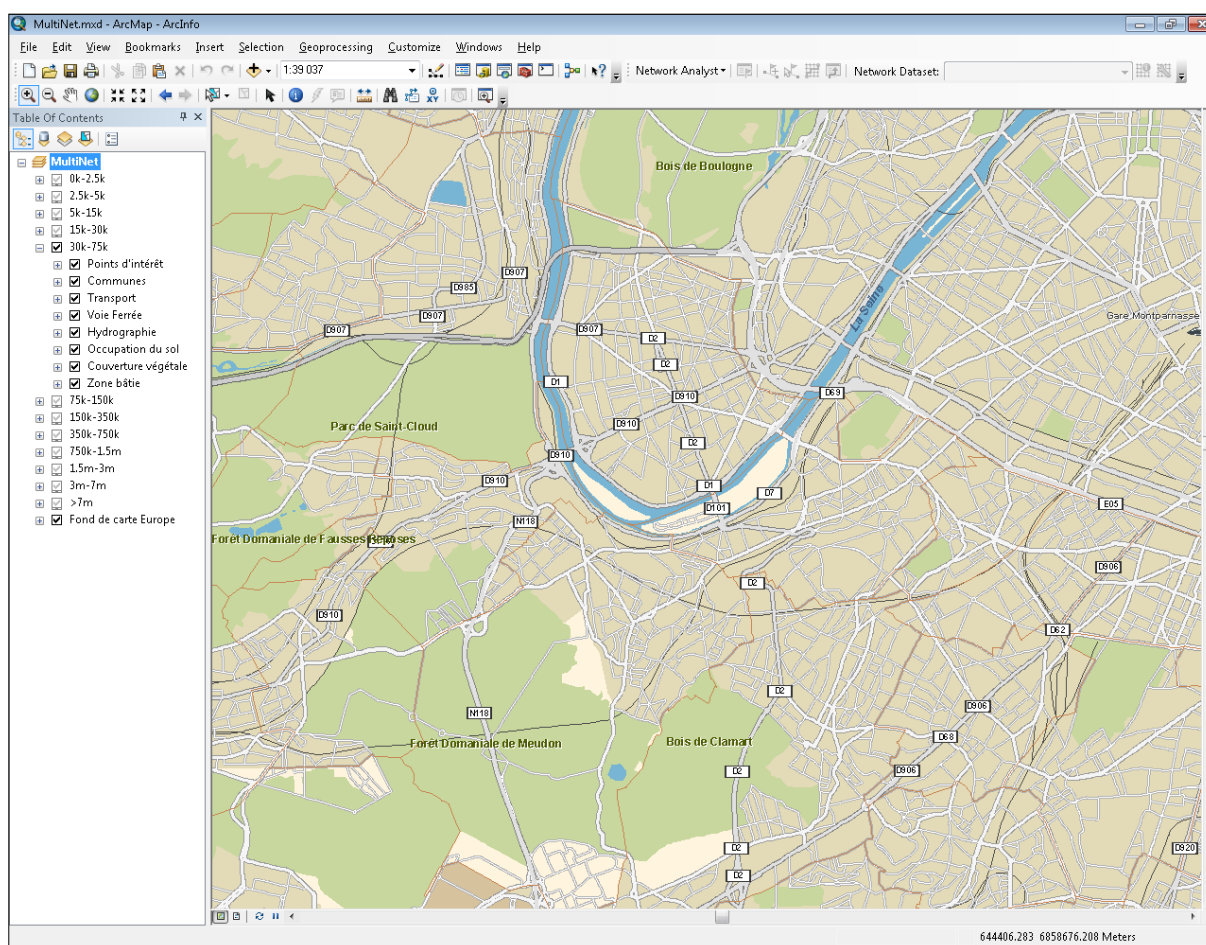 MultiNet.mxd - ArcMap - ArcInfo
File Edit View Bookmarks Insert Selection Geoprocessing Customize Windows Help
1:39 037 Network Analyst Network Dataset:
Table Of Contents
MultiNet
0k-2.5k
2.5k-5k
5k-15k
15k-30k
30k-75k
Points d'intérêt
Communes
Transport
Voie Ferrée
Hydrographie
Occupation du sol
Couverture végétale
Zone bâtie
75k-150k
150k-350k
350k-750k
750k-1.5m
1.5m-3m
3m-7m
>7m
Fond de carte Europe
Bois de Boulogne
D907
D985
La Seine
D907
Gare Montparnasse
D907
D907
D2
D2
D1
D69
D910
Parc de Saint-Cloud
D910
D2
D910
D910
D1
D7
E05
D101
N118
Forêt Domaniale de Fausses Reposes
D906
D2
D910
D62
D2
D906
N118
D68
Forêt Domaniale de Meudon
Bois de Clamart
D2
D906
D2
D920
D2
644406.283 6858676.208 Meters